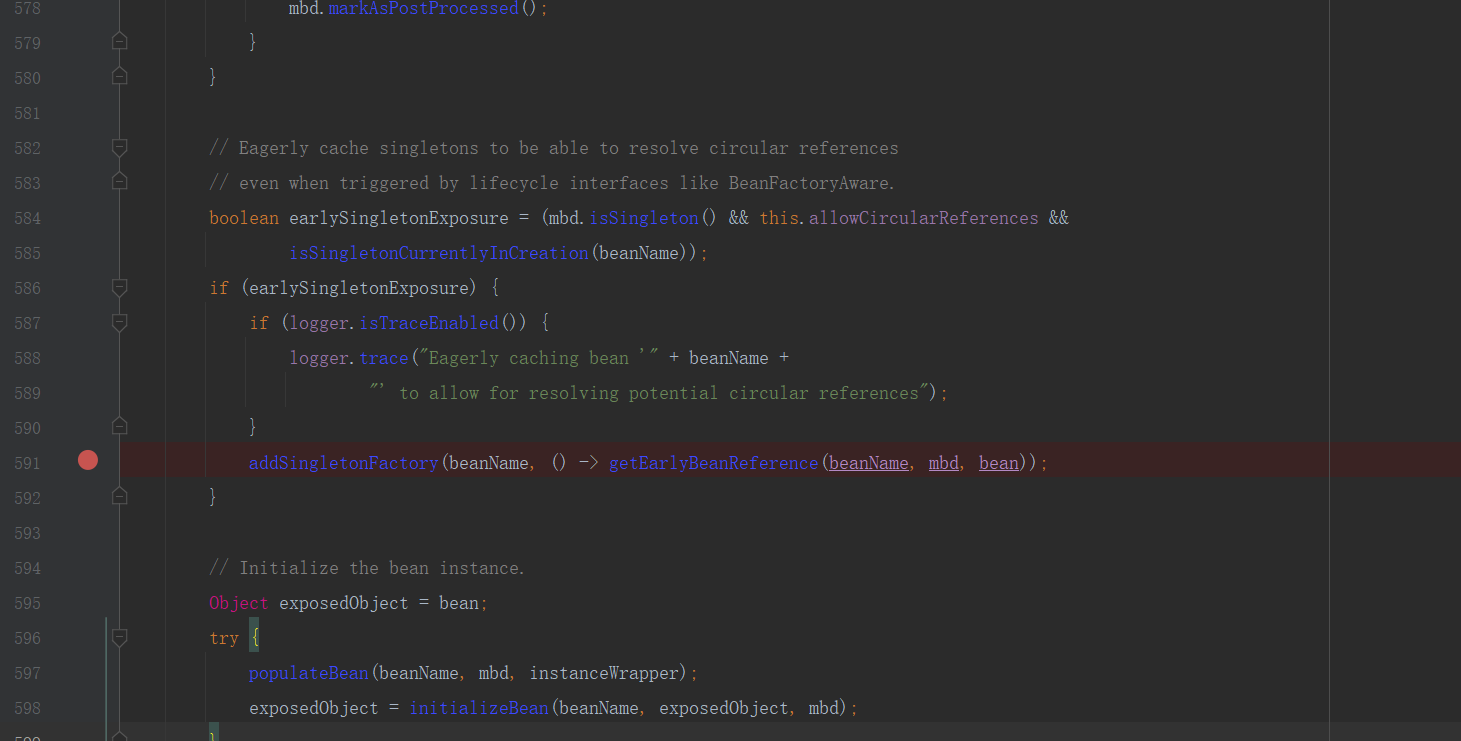 578 mbd.markAsPostProcessed();
579 }
580 }
581
582 // Eagerly cache singletons to be able to resolve circular references
583 // even when triggered by lifecycle interfaces like BeanFactoryAware.
584 boolean earlySingletonExposure = (mbd.isSingleton() && this.allowCircularReferences &&
585 isSingletonCurrentlyInCreation(beanName));
586 if (earlySingletonExposure) {
587 if (logger.isTraceEnabled()) {
588 logger.trace("Eagerly caching bean '" + beanName +
589 "' to allow for resolving potential circular references");
590 }
591 addSingletonFactory(beanName, () -> getEarlyBeanReference(beanName, mbd, bean));
592 }
593
594 // Initialize the bean instance.
595 Object exposedObject = bean;
596 try {
597 populateBean(beanName, mbd, instanceWrapper);
598 exposedObject = initializeBean(beanName, exposedObject, mbd);
599 }